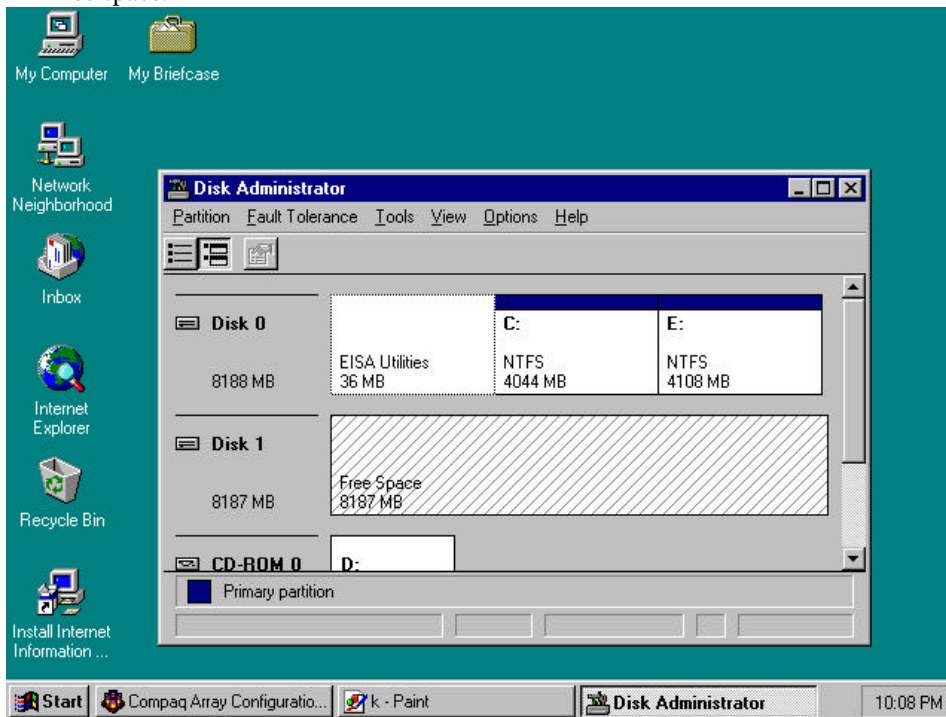 My Computer
My Briefcase
Network
Neighborhood
Inbox
Internet
Explorer
Recycle Bin
Install Internet
Information ...
Disk Administrator
Partition Fault Tolerance Tools View Options Help
Disk 0
8188 MB
EISA Utilities
36 MB
C:
NTFS
4044 MB
E:
NTFS
4108 MB
Disk 1
8187 MB
Free Space
8187 MB
CD-ROM 0
D:
Primary partition
Start
Compaq Array Configuratio...
k - Paint
Disk Administrator
10:08 PM